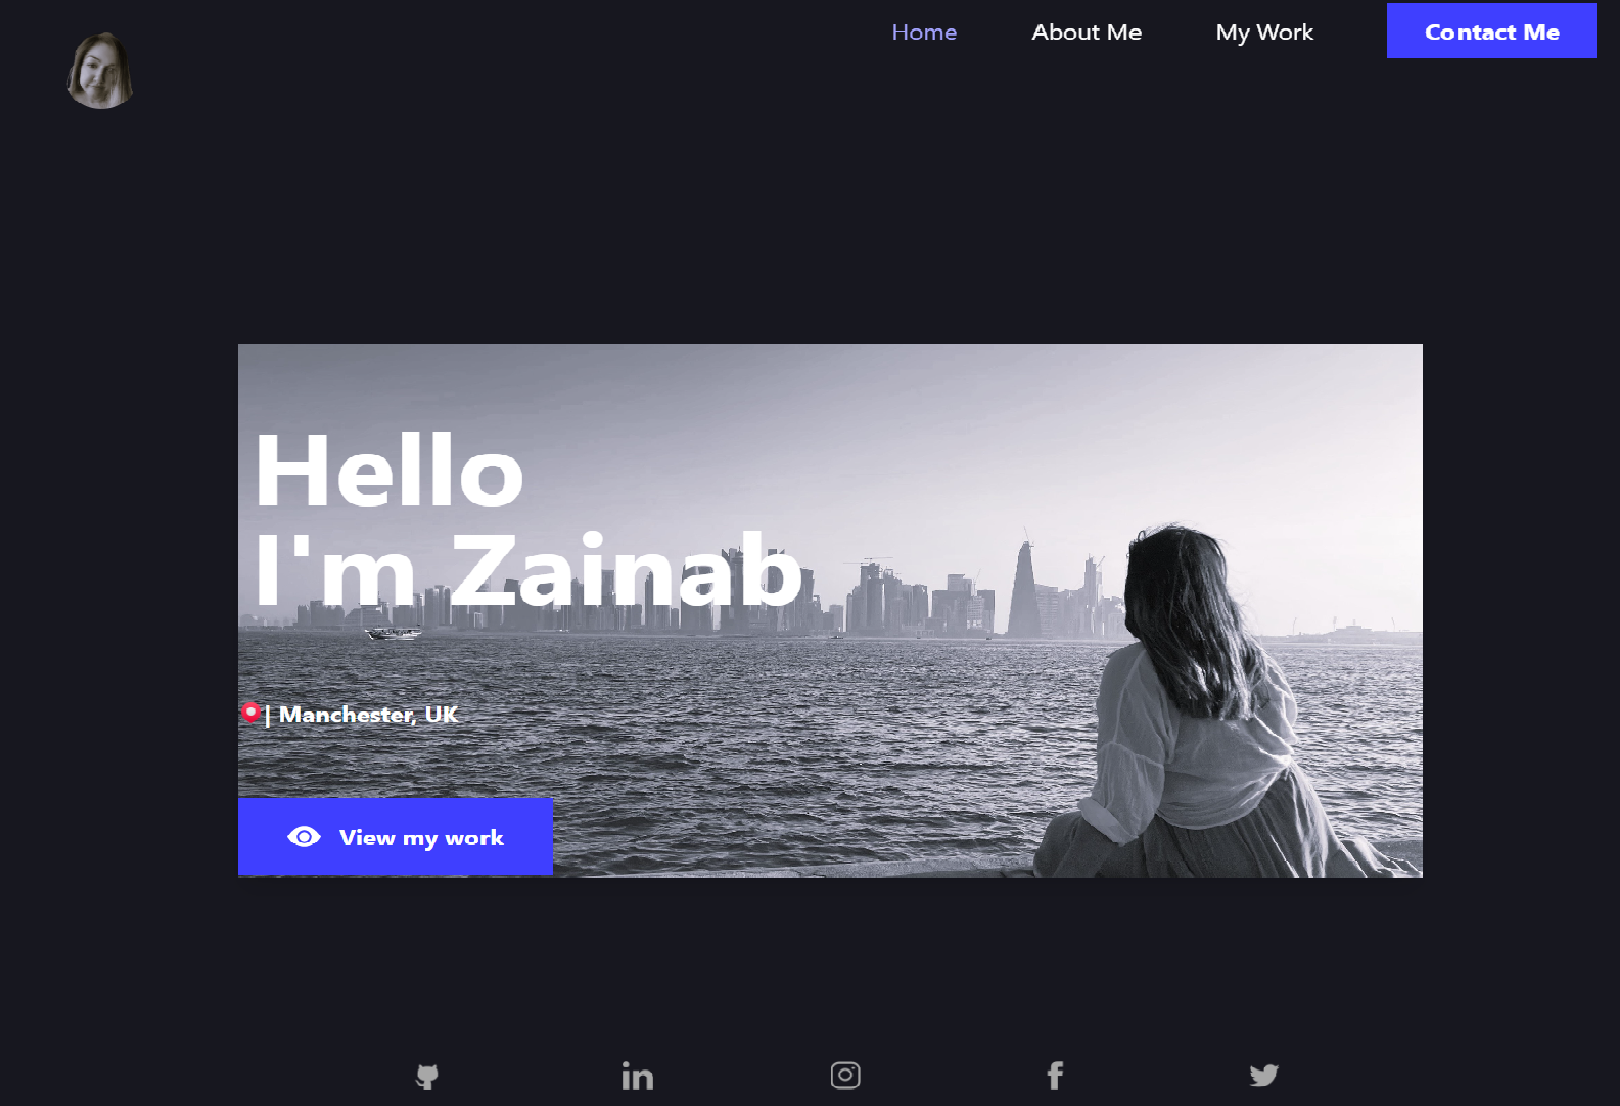 Home
About Me
My Work
Contact Me
Hello
I'm Zainab
| Manchester, UK
View my work